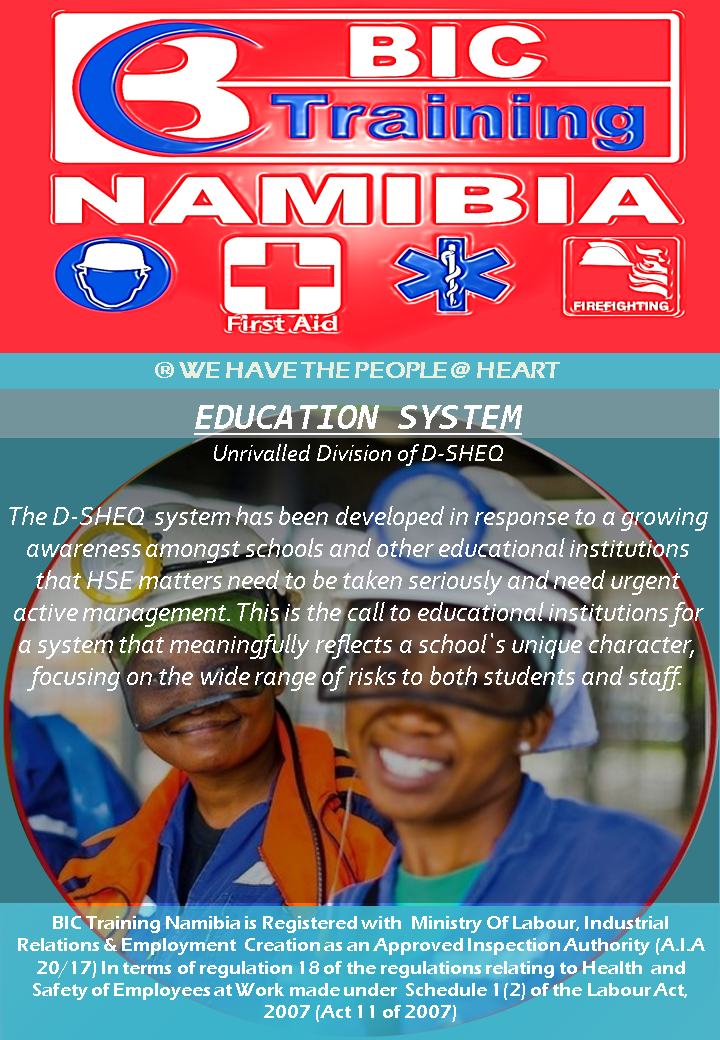 BIC
Training
NAMIBIA
First Aid
FIREFIGHTING
® WE HAVE THE PEOPLE @ HEART
EDUCATION SYSTEM
Unrivalled Division of D-SHEQ
The D-SHEQ system has been developed in response to a growing
awareness amongst schools and other educational institutions
that HSE matters need to be taken seriously and need urgent
active management. This is the call to educational institutions for
a system that meaningfully reflects a school`s unique character,
focusing on the wide range of risks to both students and staff.
BIC Training Namibia is Registered with Ministry Of Labour, Industrial
Relations & Employment Creation as an Approved Inspection Authority (A.I.A
20/17) In terms of regulation 18 of the regulations relating to Health and
Safety of Employees at Work made under Schedule 1(2) of the Labour Act,
2007 (Act 11 of 2007)